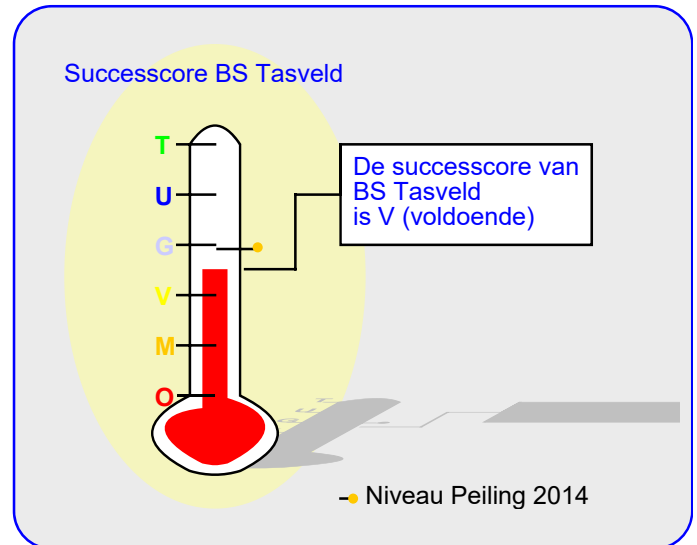 Successcore BS Tasveld
T
De successcore van
BS Tasveld
is V (voldoende)
U
G
V
M
O
Niveau Peiling 2014